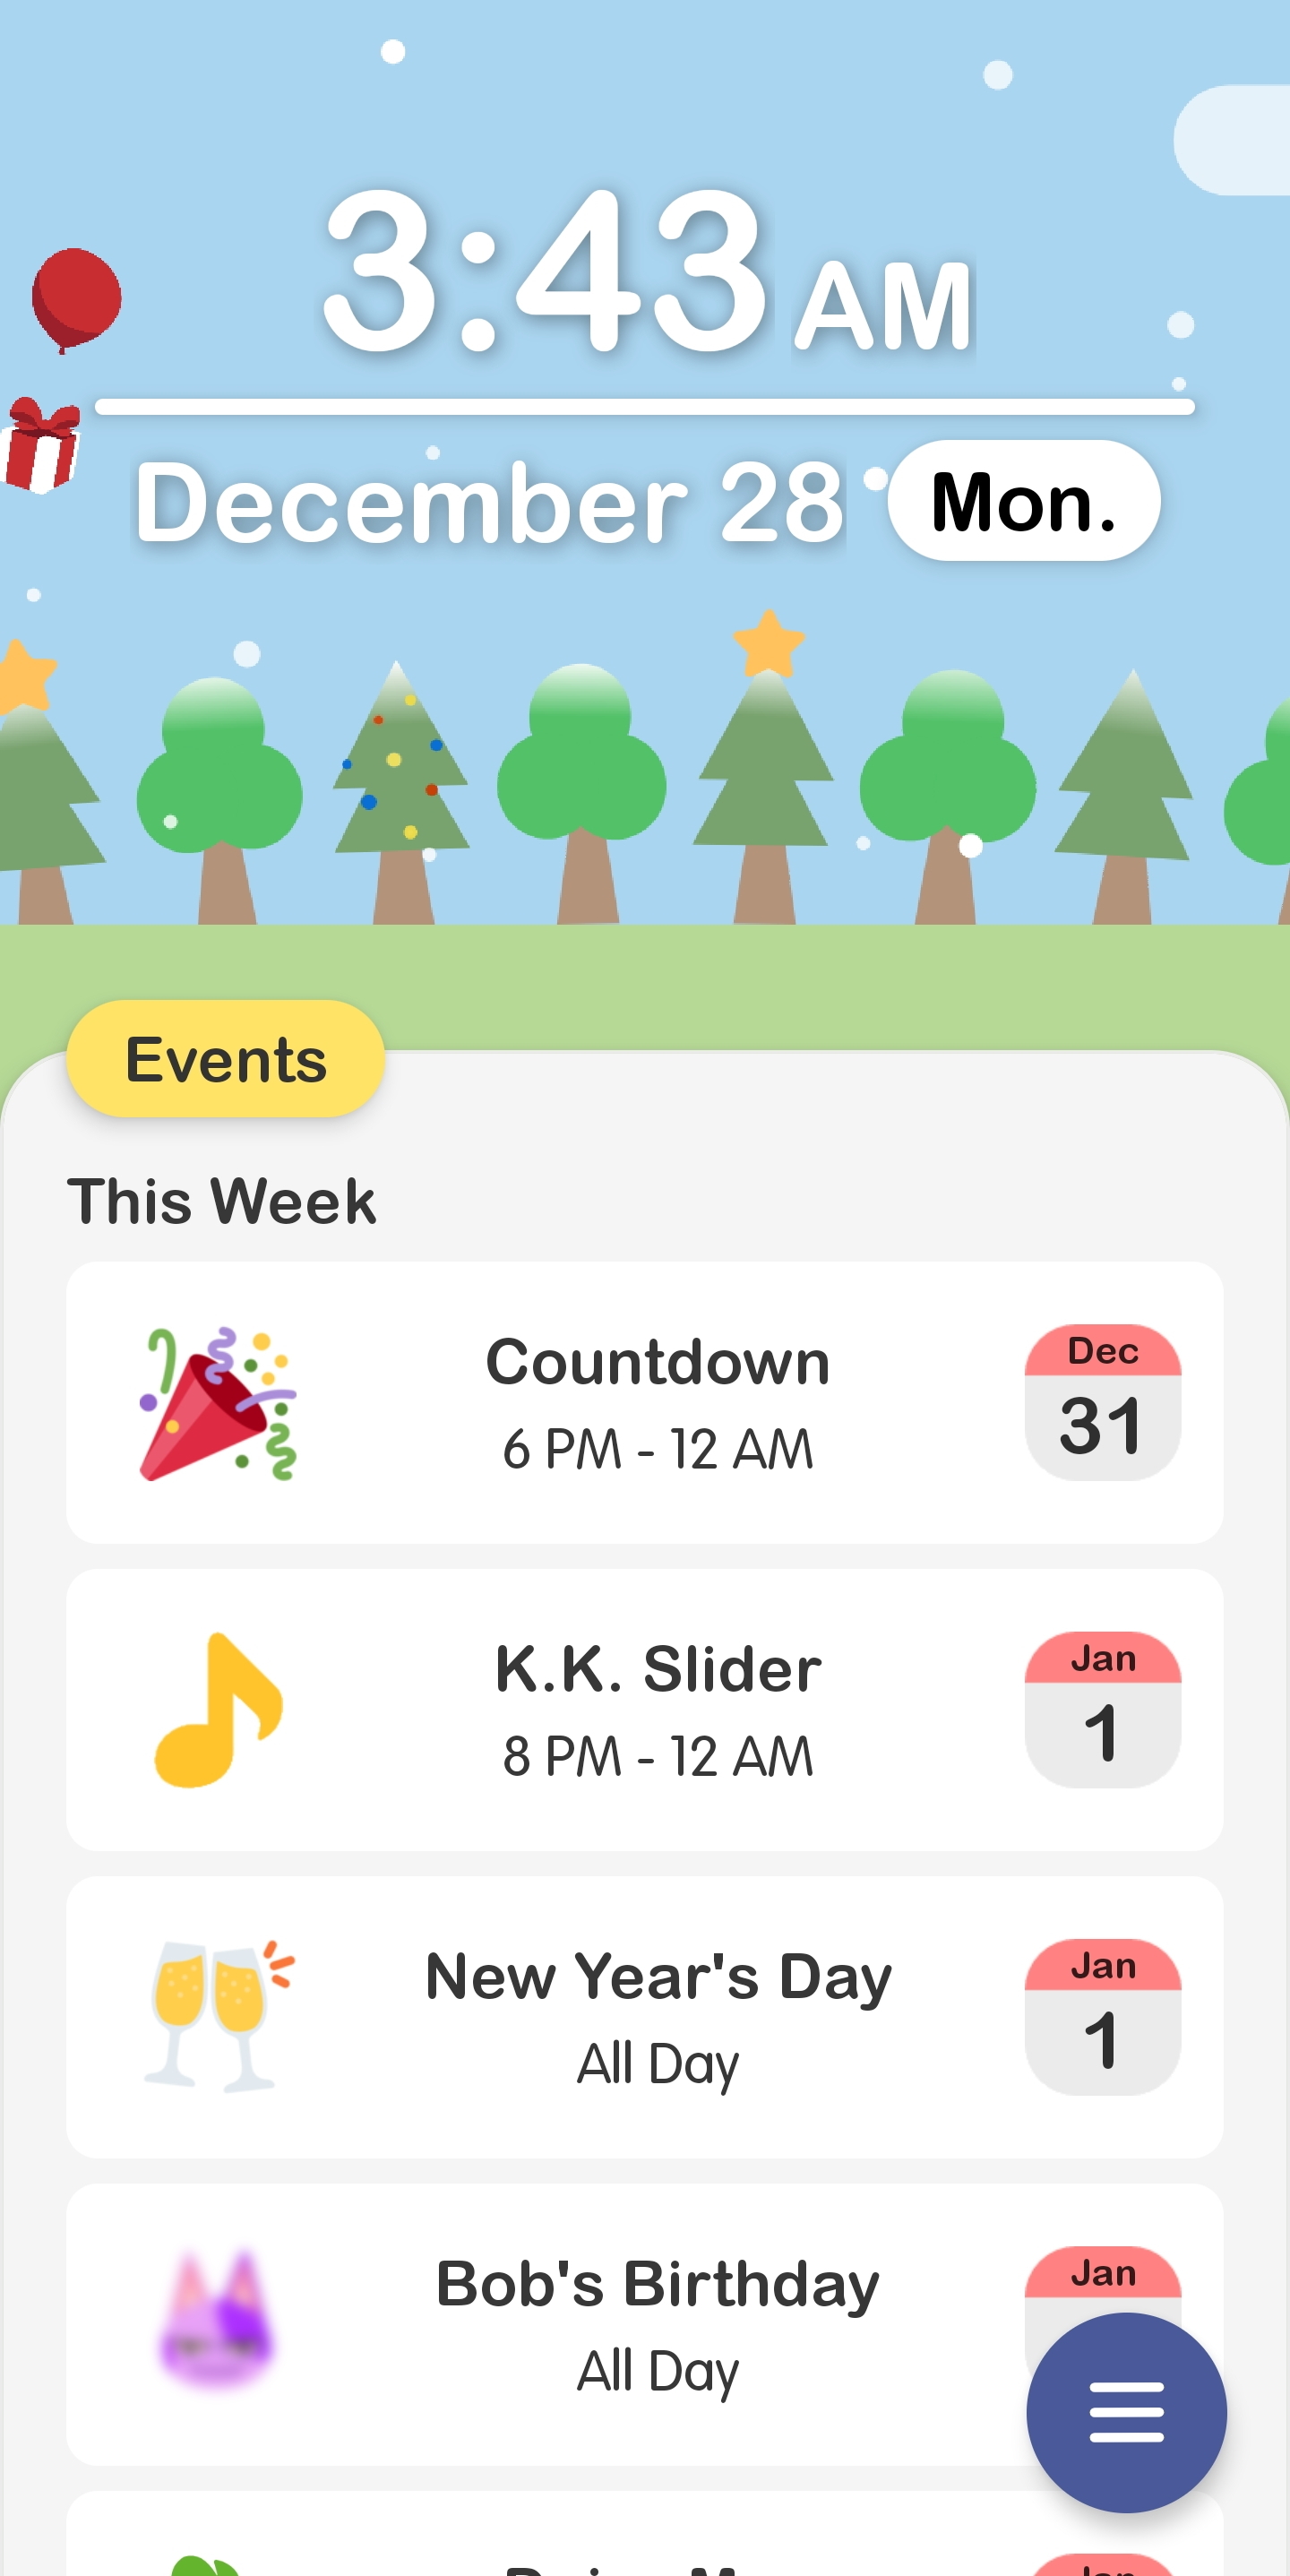 3:43 AM
December 28 Mon.
Events
This Week
Countdown
6 PM - 12 AM
Dec
31
K.K. Slider
8 PM - 12 AM
Jan
1
New Year's Day
All Day
Jan
1
Bob's Birthday
All Day
Jan